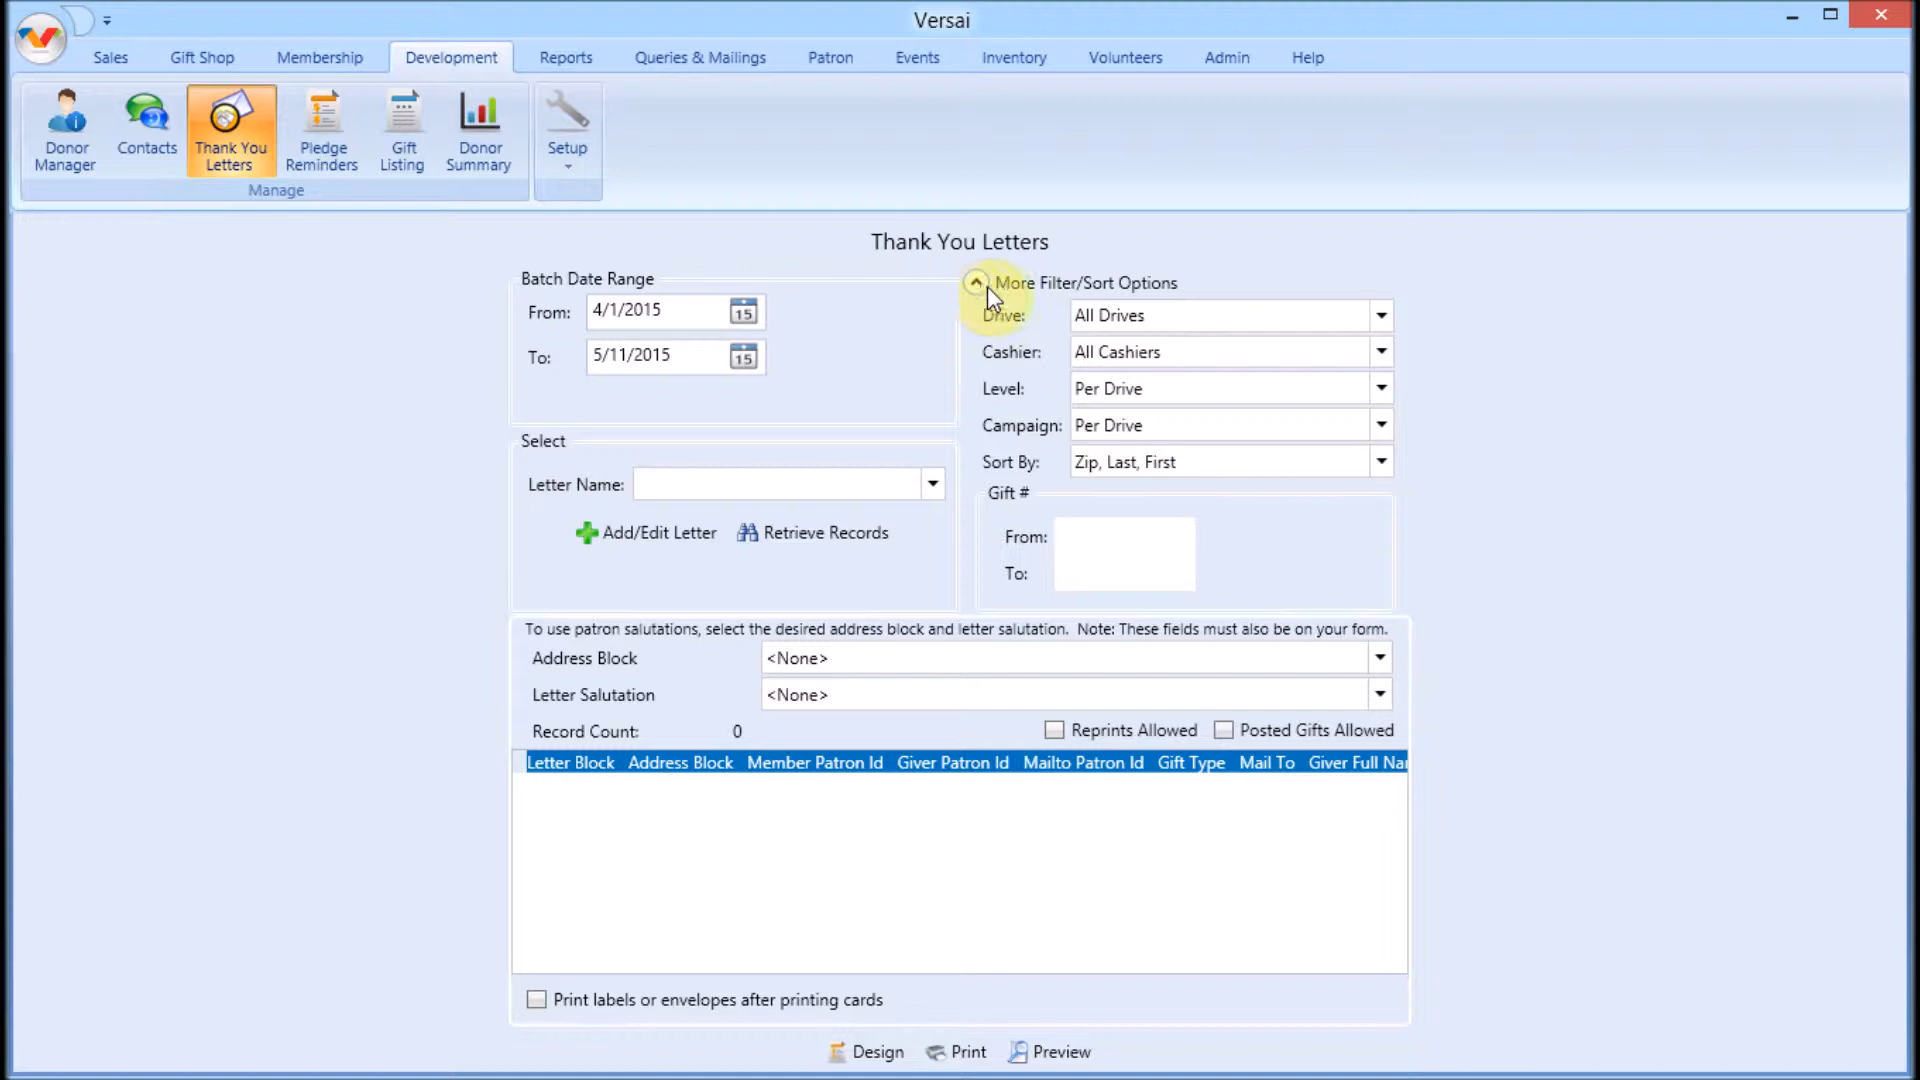 Versai
Sales Gift Shop Membership Development Reports Queries & Mailings Patron Events Inventory Volunteers Admin Help
Donor Manager Contacts Thank You Letters Pledge Reminders Gift Listing Donor Summary Setup
Manage
Thank You Letters
Batch Date Range
From: 4/1/2015 15
To: 5/11/2015 15
More Filter/Sort Options
Drive: All Drives
Cashier: All Cashiers
Level: Per Drive
Campaign: Per Drive
Sort By: Zip, Last, First
Select
Letter Name:
Add/Edit Letter Retrieve Records
Gift #
From:
To:
To use patron salutations, select the desired address block and letter salutation. Note: These fields must also be on your form.
Address Block <None>
Letter Salutation <None>
Record Count: 0 Reprints Allowed Posted Gifts Allowed
Letter Block Address Block Member Patron Id Giver Patron Id Mailto Patron Id Gift Type Mail To Giver Full Nar
Print labels or envelopes after printing cards
Design Print Preview